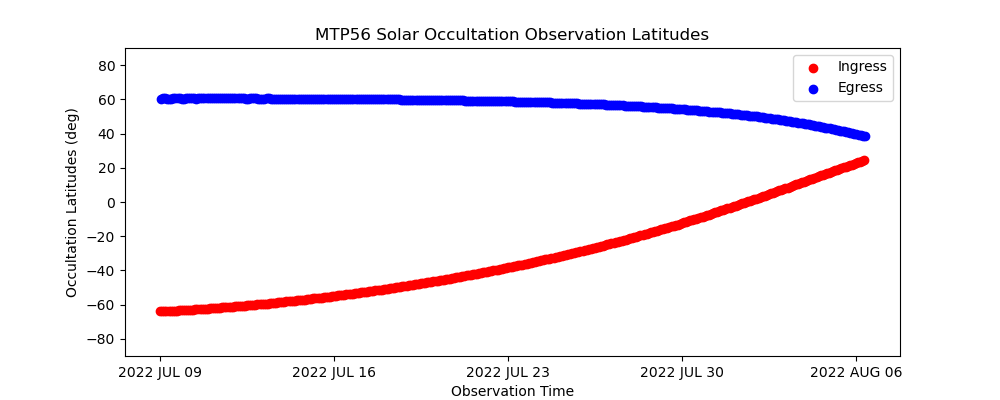 MTP56 Solar Occultation Observation Latitudes
Ingress
Egress
Occultation Latitudes (deg)
80
60
40
20
0
−20
−40
−60
−80
2022 JUL 09
2022 JUL 16
2022 JUL 23
2022 JUL 30
2022 AUG 06
Observation Time